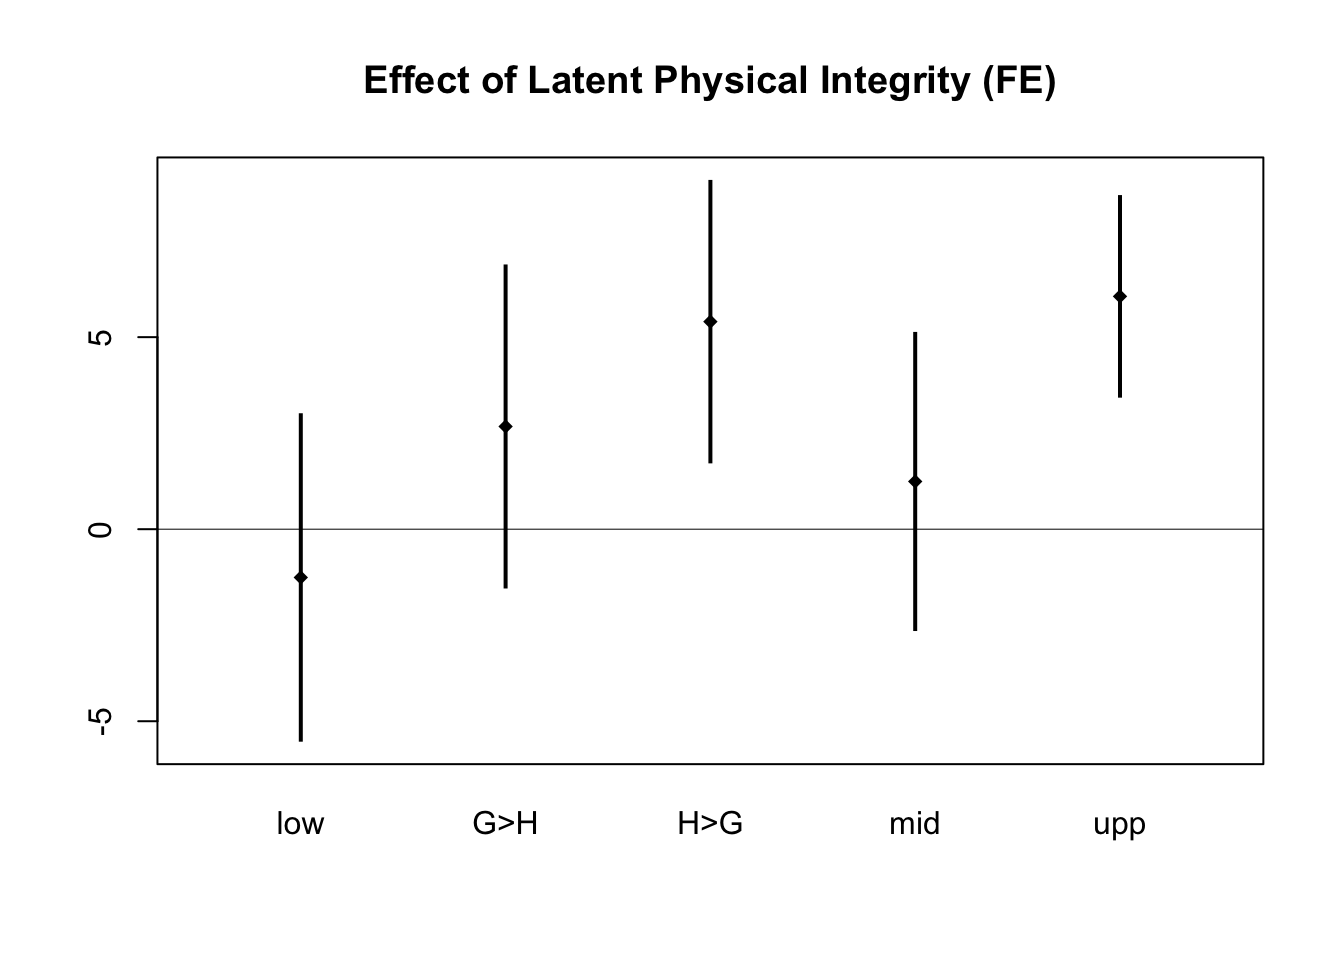 Effect of Latent Physical Integrity (FE)
5
0
-5
low G>H H>G mid upp